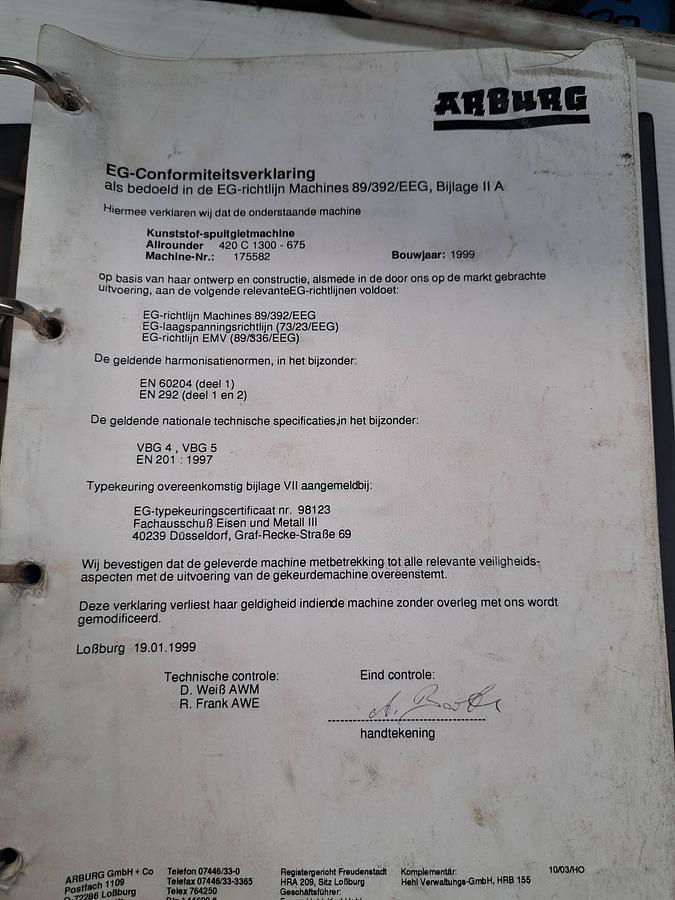 ARBURG
EG-Conformiteitsverklaring
als bedoeld in de EG-richtlijn Machines 89/392/EEG, Bijlage II A
Hiermee verklaren wij dat de onderstaande machine
Kunststof-spuitgietmachine
Allrounder 420 C 1300 - 675
Machine-Nr.: 175582 Bouwjaar: 1999
op basis van haar ontwerp en constructie, alsmede in de door ons op de markt gebrachte
uitvoering, aan de volgende relevanteEG-richtlijnen voldoet:
EG-richtlijn Machines 89/392/EEG
EG-laagspanningsrichtlijn (73/23/EEG)
EG-richtlijn EMV (89/336/EEG)
De geldende harmonisatienormen, in het bijzonder:
EN 60204 (deel 1)
EN 292 (deel 1 en 2)
De geldende nationale technische specificaties,in het bijzonder:
VBG 4 , VBG 5
EN 201 : 1997
Typekeuring overeenkomstig bijlage VII aangemeldbij:
EG-typekeuringscertificaat nr. 98123
Fachausschuß Eisen und Metall III
40239 Düsseldorf, Graf-Recke-Straße 69
Wij bevestigen dat de geleverde machine metbetrekking tot alle relevante veiligheids-
aspecten met de uitvoering van de gekeurdemachine overeenstemt.
Deze verklaring verliest haar geldigheid indiende machine zonder overleg met ons wordt
gemodificeerd.
Loßburg 19.01.1999
Technische controle: Eind controle:
D. Weiß AWM
R. Frank AWE
handtekening
ARBURG GmbH + Co Telefon 07446/33-0 Registergericht Freudenstadt Komplementär: 10/03/HO
Postfach 1109 Telefax 07446/33-3365 HRA 209, Sitz Loßburg Hehl Verwaltungs-GmbH, HRB 155
D-72286 Loßburg Telex 764250 Geschäftsführer: